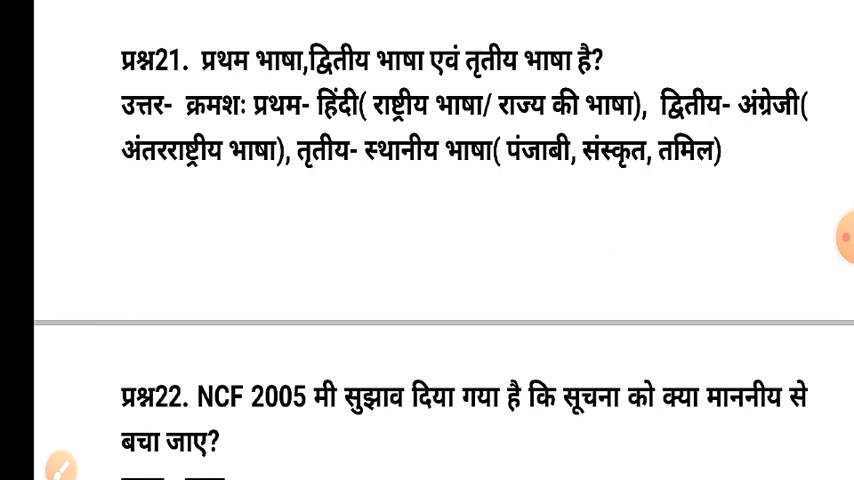 प्रश्न21. प्रथम भाषा,द्वितीय भाषा एवं तृतीय भाषा है?
उत्तर- क्रमशः प्रथम- हिंदी( राष्ट्रीय भाषा/ राज्य की भाषा), द्वितीय- अंग्रेजी(
अंतरराष्ट्रीय भाषा), तृतीय- स्थानीय भाषा( पंजाबी, संस्कृत, तमिल)
प्रश्न22. NCF 2005 मी सुझाव दिया गया है कि सूचना को क्या माननीय से
बचा जाए?